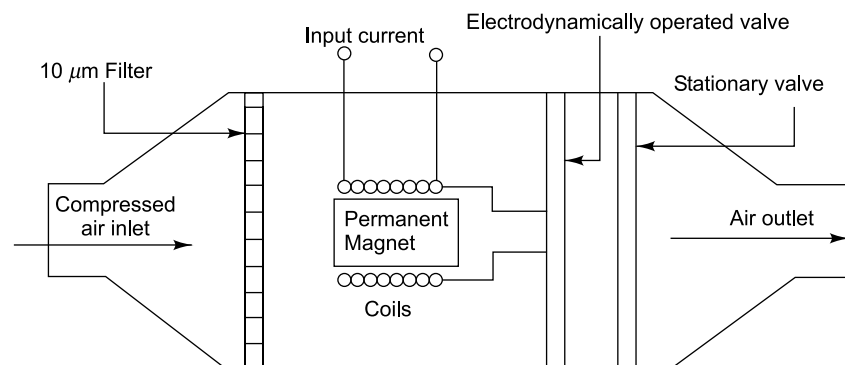 Electrodynamically operated valve
Input current
10 μm Filter
Stationary valve
Compressed
air inlet
Permanent
Magnet
Air outlet
Coils